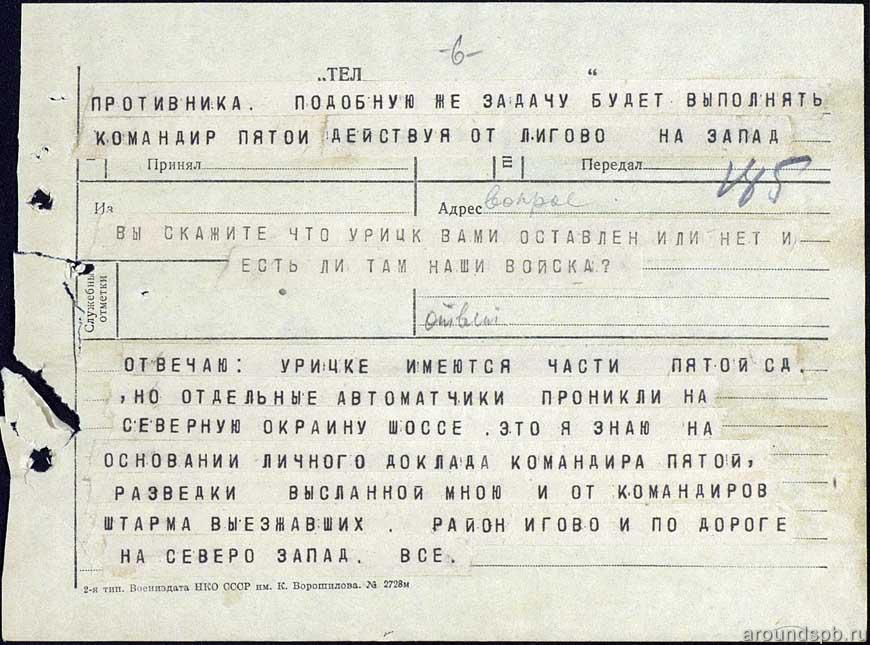 -6-
„ТЕЛ “
ПРОТИВНИКА. ПОДОБНУЮ ЖЕ ЗАДАЧУ БУДЕТ ВЫПОЛНЯТЬ
КОМАНДИР ПЯТОИ ДЕЙСТВУЯ ОТ ЛИГОВО НА ЗАПАД
Принял Передал
145
Из Адрес вопрос
ВЫ СКАЖИТЕ ЧТО УРИЦК ВАМИ ОСТАВЛЕН ИЛИ НЕТ И
ЕСТЬ ЛИ ТАМ НАШИ ВОЙСКА?
Служебные
отметки
ответ
ОТВЕЧАЮ: УРИЦКЕ ИМЕЮТСЯ ЧАСТИ ПЯТОЙ СД.
,НО ОТДЕЛЬНЫЕ АВТОМАТЧИКИ ПРОНИКЛИ НА
СЕВЕРНУЮ ОКРАИНУ ШОССЕ .ЭТО Я ЗНАЮ НА
ОСНОВАНИИ ЛИЧНОГО ДОКЛАДА КОМАНДИРА ПЯТОЙ,
РАЗВЕДКИ ВЫСЛАННОЙ МНОЮ И ОТ КОМАНДИРОВ
ШТАРМА ВЫЕЗЖАВШИХ . РАЙОН ИГОВО И ПО ДОРОГЕ
НА СЕВЕРО ЗАПАД. ВСЕ.
2-я тип. Воениздата НКО СССР им. К. Ворошилова. № 2728м
aroundspb.ru